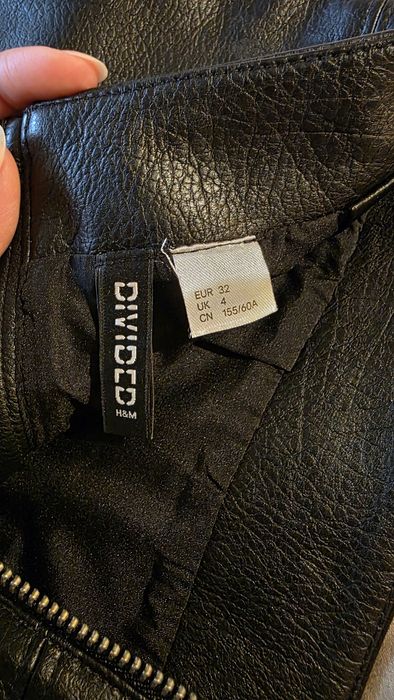 DIVIDED
H&M
EUR 32
UK 4
CN 155/60A